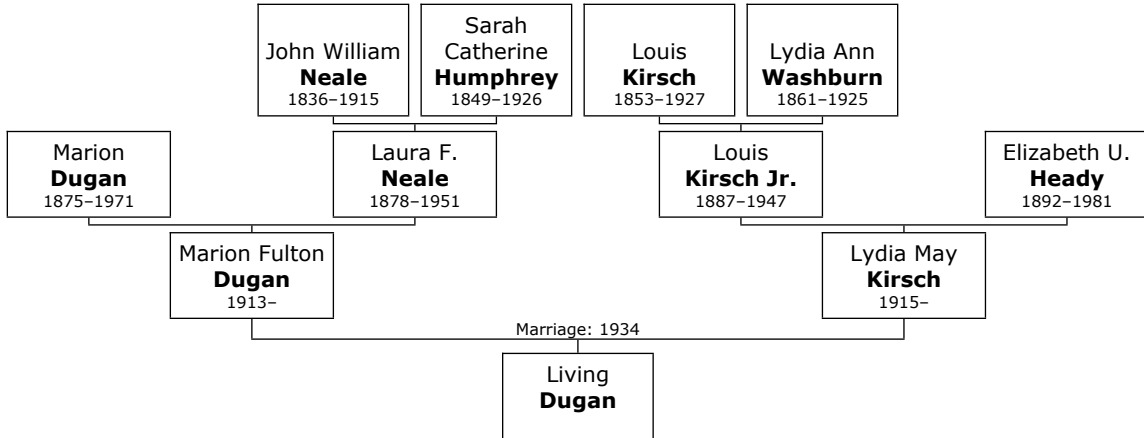 John William
Neale
1836–1915
Sarah
Catherine
Humphrey
1849–1926
Louis
Kirsch
1853–1927
Lydia Ann
Washburn
1861–1925
Marion
Dugan
1875–1971
Laura F.
Neale
1878–1951
Louis
Kirsch Jr.
1887–1947
Elizabeth U.
Heady
1892–1981
Marion Fulton
Dugan
1913–
Lydia May
Kirsch
1915–
Marriage: 1934
Living
Dugan